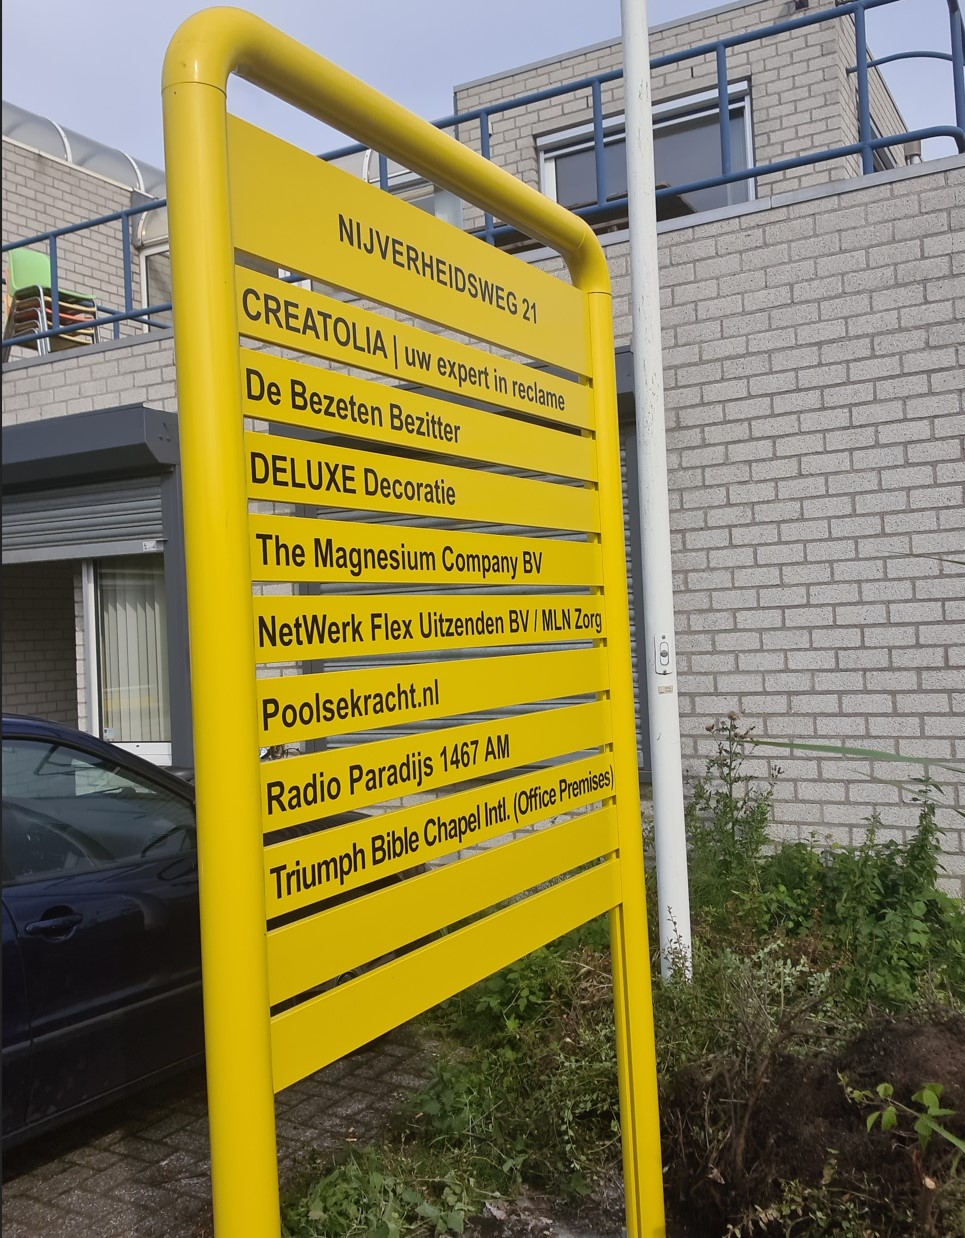 NIJVERHEIDSWEG 21
CREATOLIA | uw expert in reclame
De Bezeten Bezitter
DELUXE Decoratie
The Magnesium Company BV
NetWerk Flex Uitzenden BV / MLN Zorg
Poolsekracht.nl
Radio Paradijs 1467 AM
Triumph Bible Chapel Intl. (Office Premises)